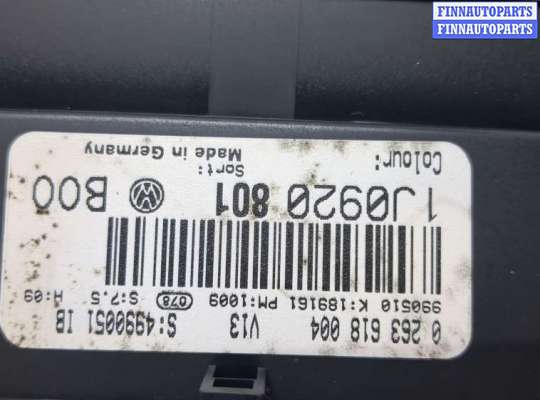 FINNAUTOPARTS
FINNAUTOPARTS
0 263 618 004 V13 S:4990051 IB
990510 K:189161 PM:1009 078 S:7.5 H:09
1J0920 801 B00
Colour: Sort:
Made in Germany